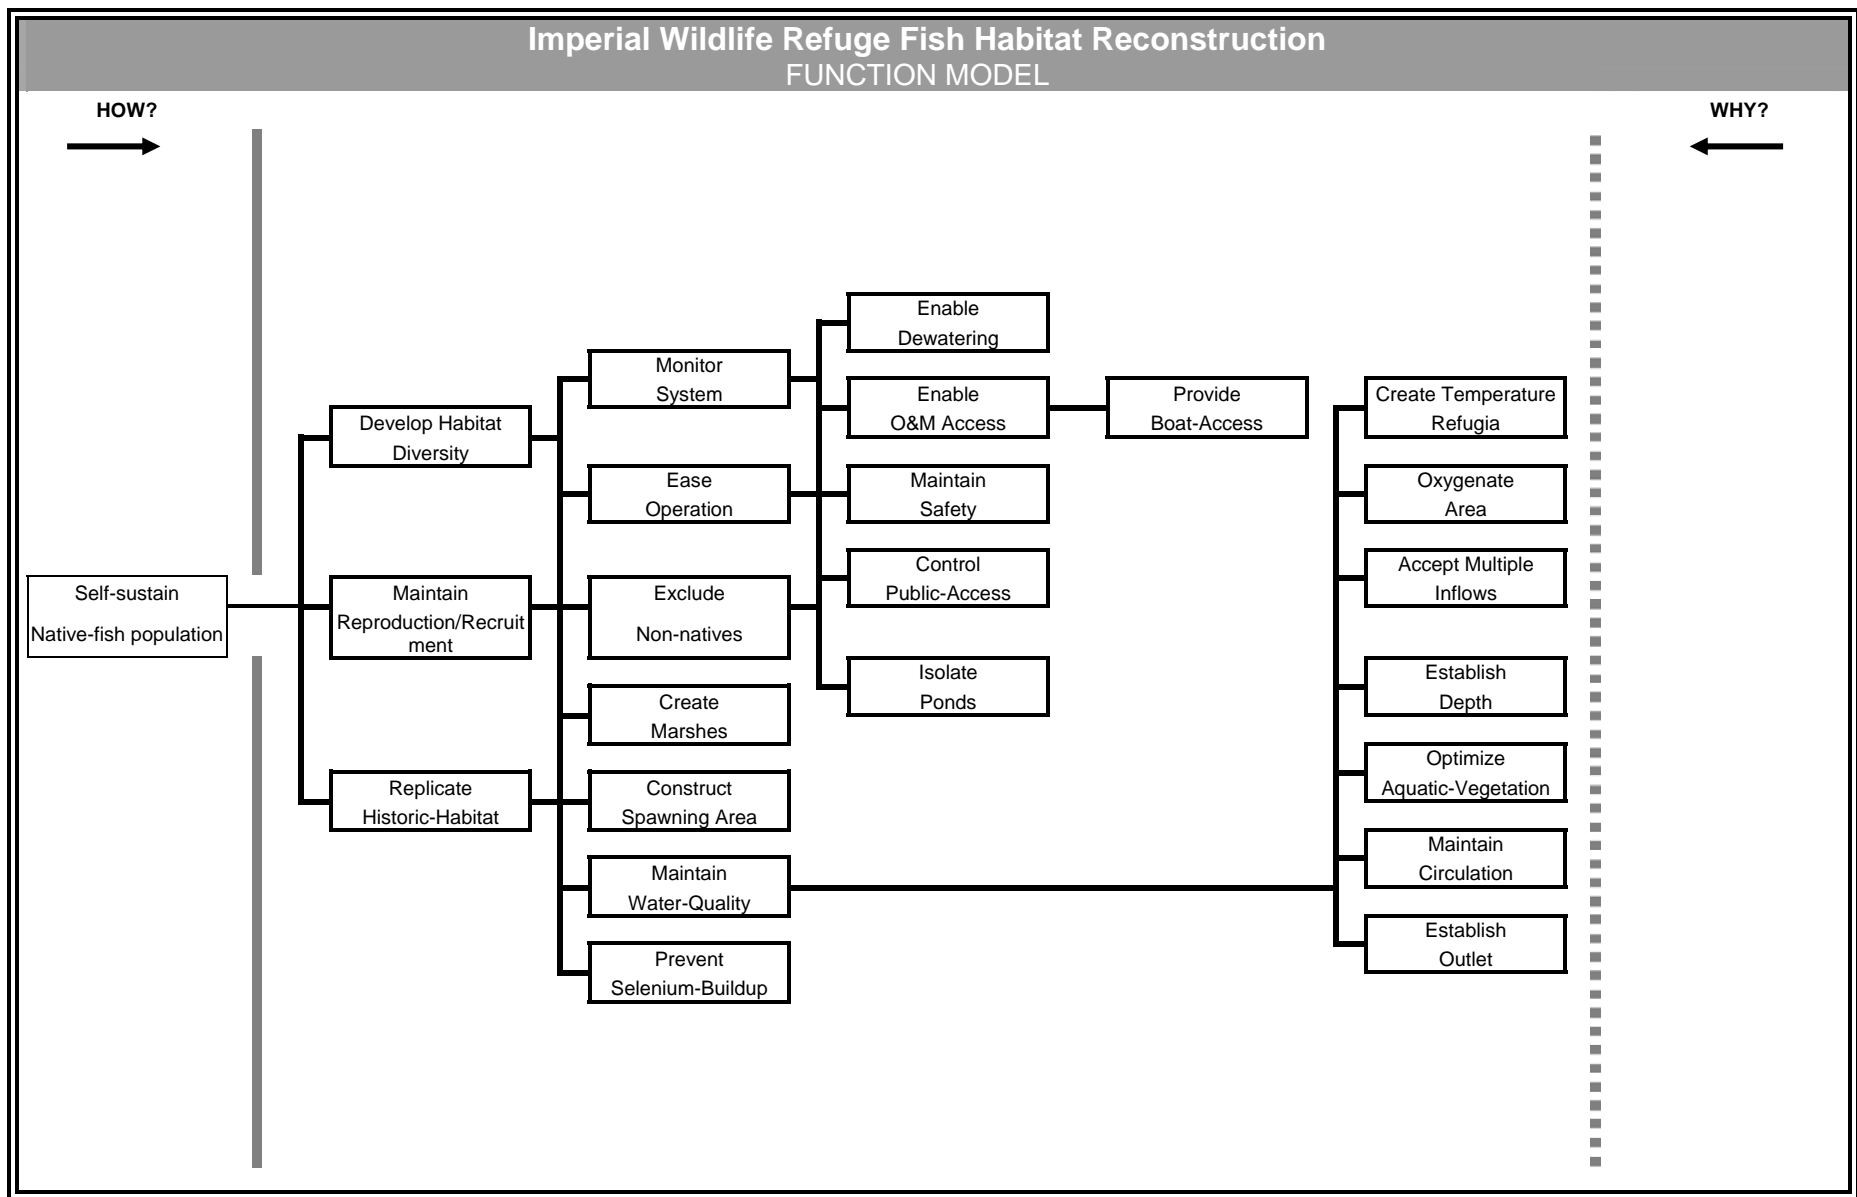 Imperial Wildlife Refuge Fish Habitat Reconstruction
FUNCTION MODEL
HOW?
WHY?
Self-sustain
Native-fish population
Develop Habitat
Diversity
Maintain
Reproduction/Recruit
ment
Replicate
Historic-Habitat
Monitor
System
Ease
Operation
Exclude
Non-natives
Create
Marshes
Construct
Spawning Area
Maintain
Water-Quality
Prevent
Selenium-Buildup
Enable
Dewatering
Enable
O&M Access
Maintain
Safety
Control
Public-Access
Isolate
Ponds
Provide
Boat-Access
Create Temperature
Refugia
Oxygenate
Area
Accept Multiple
Inflows
Establish
Depth
Optimize
Aquatic-Vegetation
Maintain
Circulation
Establish
Outlet